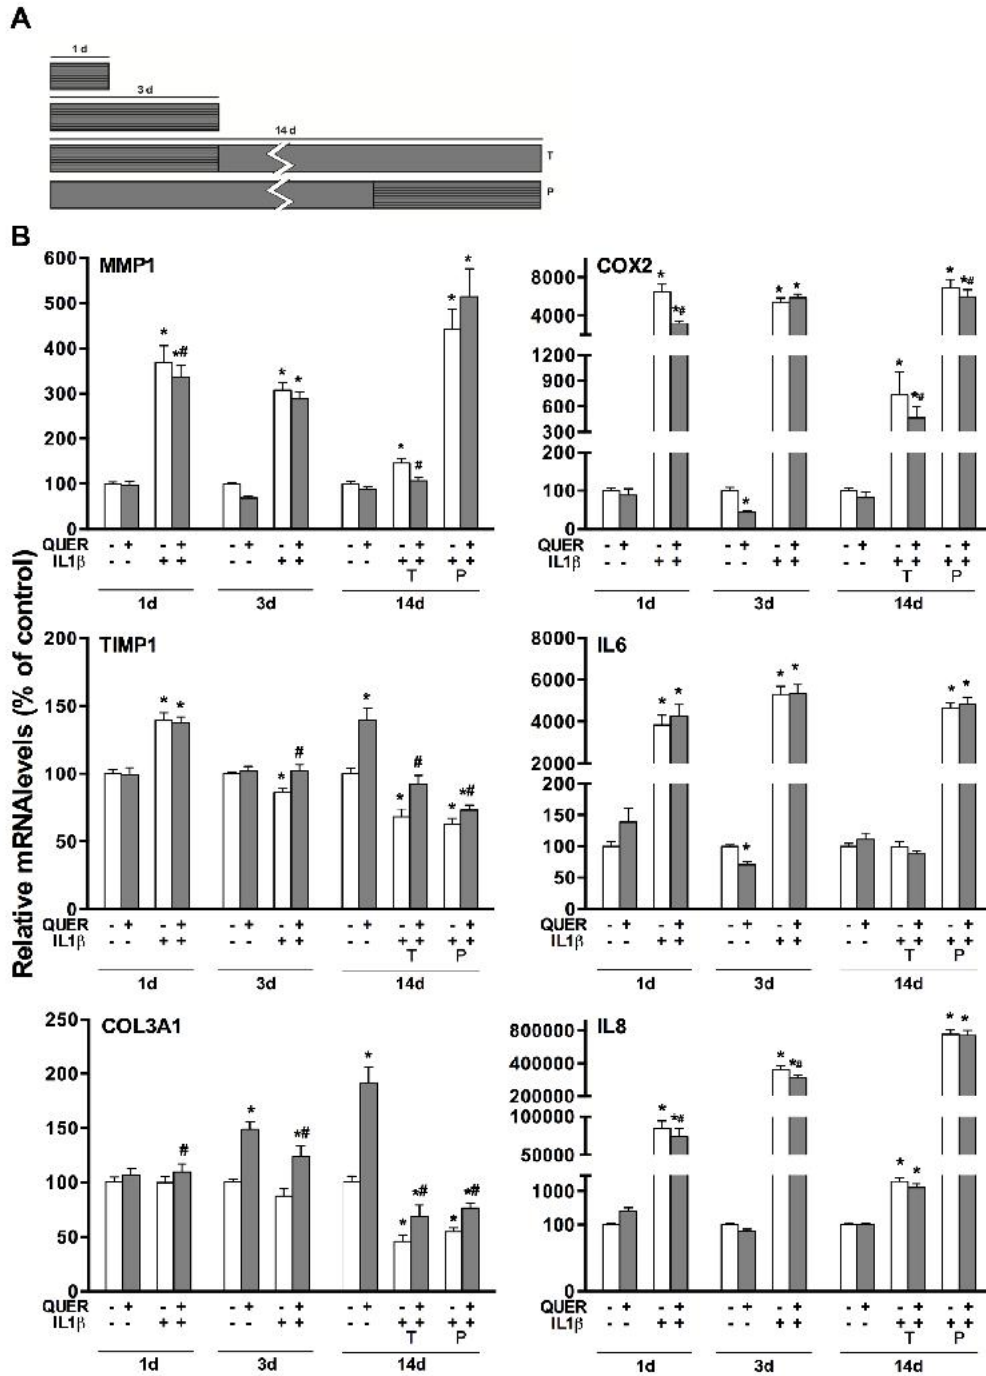 A
1 d
3 d
14 d
T
P
B
Relative mRNAlevels (% of control)
MMP1
600
500
400
300
200
100
0
* *# * * * # * *
QUER - + - + - + - + - + - + - +
IL1β - - + + - - + + - - + + + +
T P
1d 3d 14d
COX2
8000
4000
1200
900
600
300
200
100
0
* *# * * * * *# * *#
QUER - + - + - + - + - + - + - +
IL1β - - + + - - + + - - + + + +
T P
1d 3d 14d
TIMP1
200
150
100
50
0
* * * # * * # * *#
QUER - + - + - + - + - + - + - +
IL1β - - + + - - + + - - + + + +
T P
1d 3d 14d
IL6
8000
6000
4000
2000
200
150
100
50
0
* * * * * * *
QUER - + - + - + - + - + - + - +
IL1β - - + + - - + + - - + + + +
T P
1d 3d 14d
COL3A1
250
200
150
100
50
0
# * *# * * *# * *#
QUER - + - + - + - + - + - + - +
IL1β - - + + - - + + - - + + + +
T P
1d 3d 14d
IL8
800000
400000
200000
100000
50000
1000
100
0
* *# * *# * * * *
QUER - + - + - + - + - + - + - +
IL1β - - + + - - + + - - + + + +
T P
1d 3d 14d